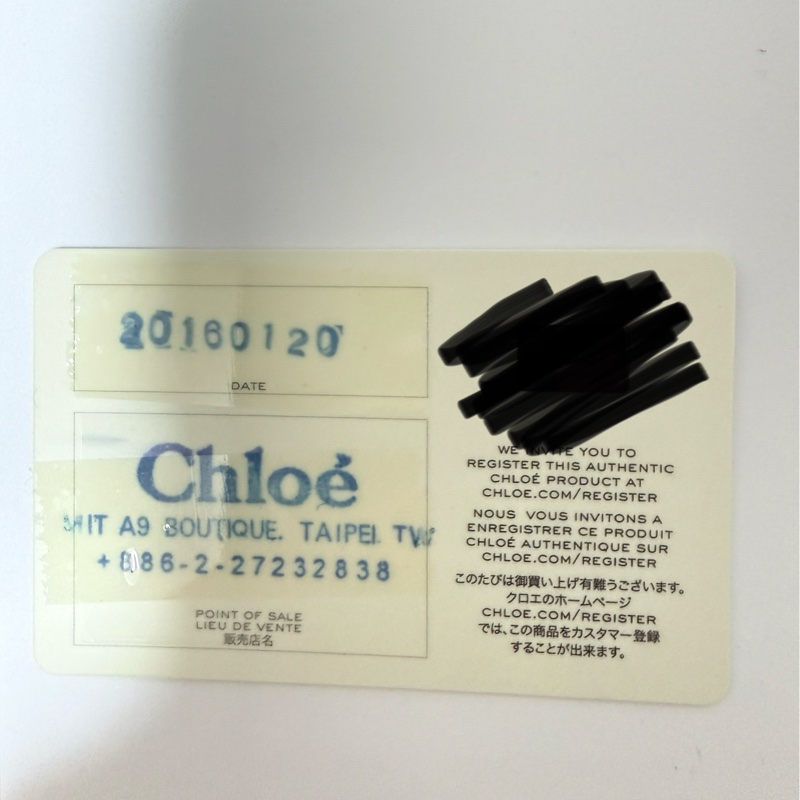 20160120
DATE
Chloé
MIT A9 BOUTIQUE. TAIPEI. TW
+886-2-27232838
POINT OF SALE
LIEU DE VENTE
販売店名
WE INVITE YOU TO
REGISTER THIS AUTHENTIC
CHLOÉ PRODUCT AT
CHLOE.COM/REGISTER
NOUS VOUS INVITONS A
ENREGISTRER CE PRODUIT
CHLOÉ AUTHENTIQUE SUR
CHLOE.COM/REGISTER
このたびは御買い上げ有難うございます。
クロエのホームページ
CHLOE.COM/REGISTER
では、この商品をカスタマー登録
することが出来ます。